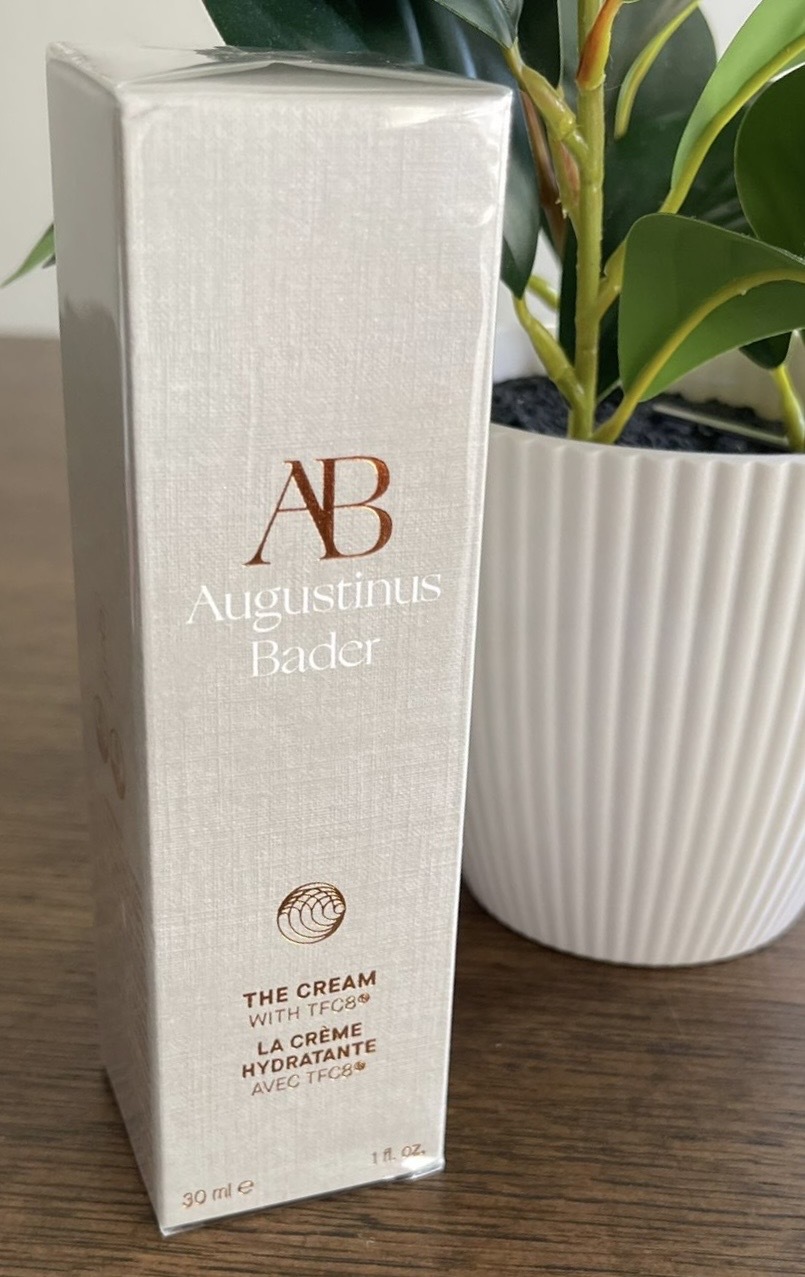 AB
Augustinus
Bader
THE CREAM
WITH TFC8®
LA CRÈME
HYDRATANTE
AVEC TFC8®
30 ml ℮
1 fl. oz.